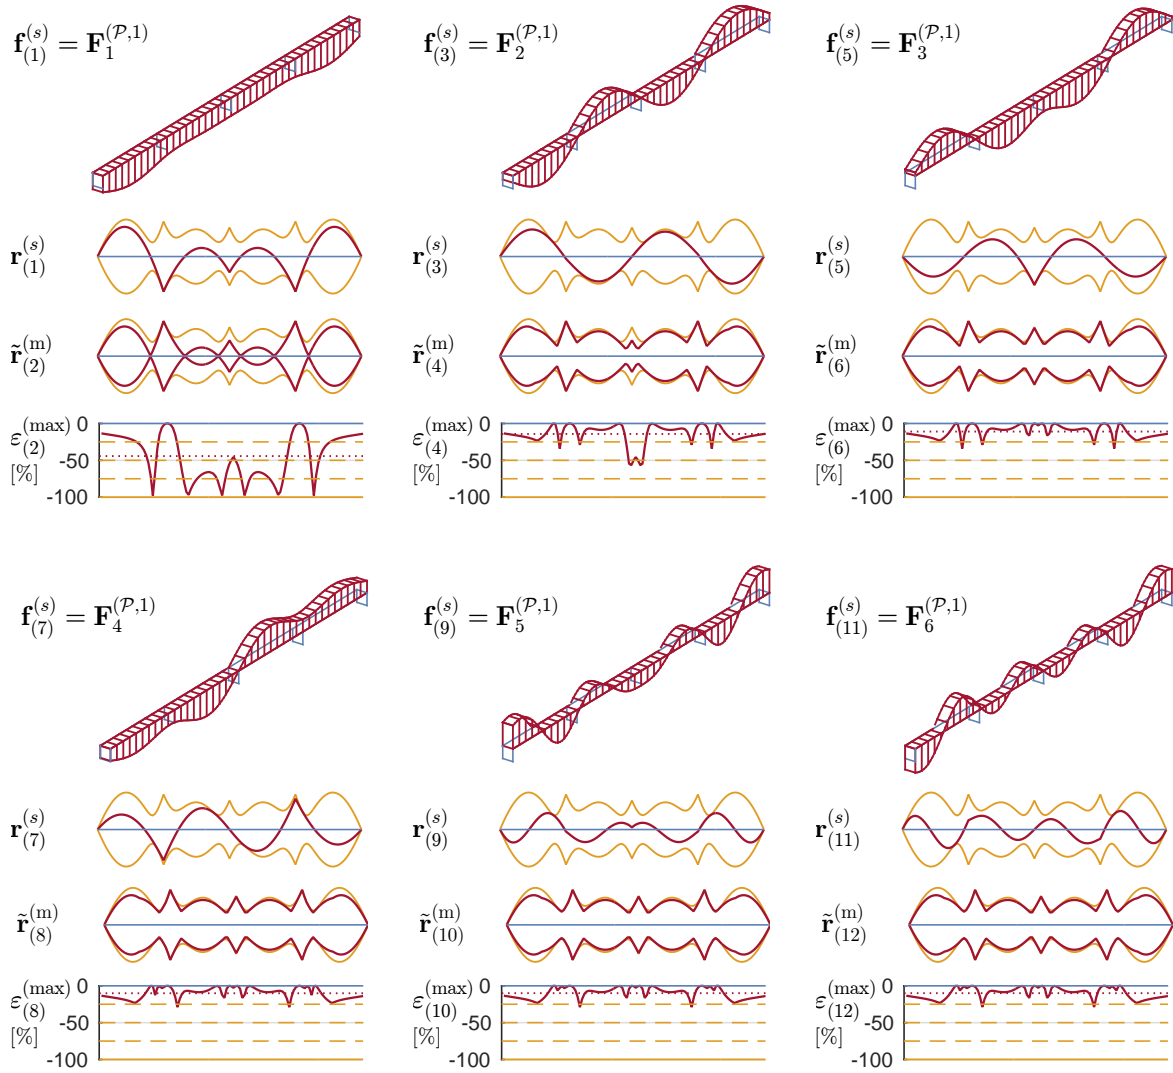 f_{(1)}^{(s)} = F_1^{(𝒫,1)}
r_{(1)}^{(s)}
r̃_{(2)}^{(m)}
ε_{(2)}^{(max)}
[%]
0
-50
-100
f_{(3)}^{(s)} = F_2^{(𝒫,1)}
r_{(3)}^{(s)}
r̃_{(4)}^{(m)}
ε_{(4)}^{(max)}
[%]
0
-50
-100
f_{(5)}^{(s)} = F_3^{(𝒫,1)}
r_{(5)}^{(s)}
r̃_{(6)}^{(m)}
ε_{(6)}^{(max)}
[%]
0
-50
-100
f_{(7)}^{(s)} = F_4^{(𝒫,1)}
r_{(7)}^{(s)}
r̃_{(8)}^{(m)}
ε_{(8)}^{(max)}
[%]
0
-50
-100
f_{(9)}^{(s)} = F_5^{(𝒫,1)}
r_{(9)}^{(s)}
r̃_{(10)}^{(m)}
ε_{(10)}^{(max)}
[%]
0
-50
-100
f_{(11)}^{(s)} = F_6^{(𝒫,1)}
r_{(11)}^{(s)}
r̃_{(12)}^{(m)}
ε_{(12)}^{(max)}
[%]
0
-50
-100